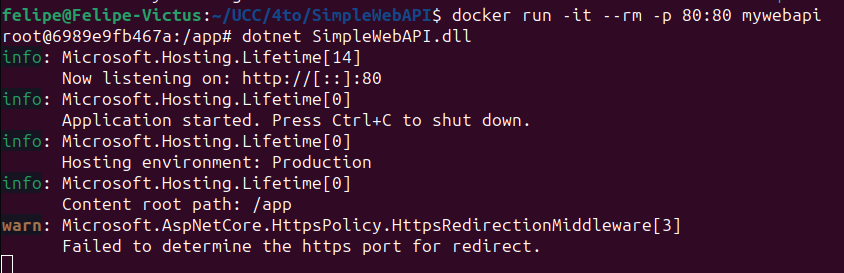 felipe@Felipe-Victus:~/UCC/4to/SimpleWebAPI$ docker run -it --rm -p 80:80 mywebapi
root@6989e9fb467a:/app# dotnet SimpleWebAPI.dll
info: Microsoft.Hosting.Lifetime[14]
      Now listening on: http://[::]:80
info: Microsoft.Hosting.Lifetime[0]
      Application started. Press Ctrl+C to shut down.
info: Microsoft.Hosting.Lifetime[0]
      Hosting environment: Production
info: Microsoft.Hosting.Lifetime[0]
      Content root path: /app
warn: Microsoft.AspNetCore.HttpsPolicy.HttpsRedirectionMiddleware[3]
      Failed to determine the https port for redirect.